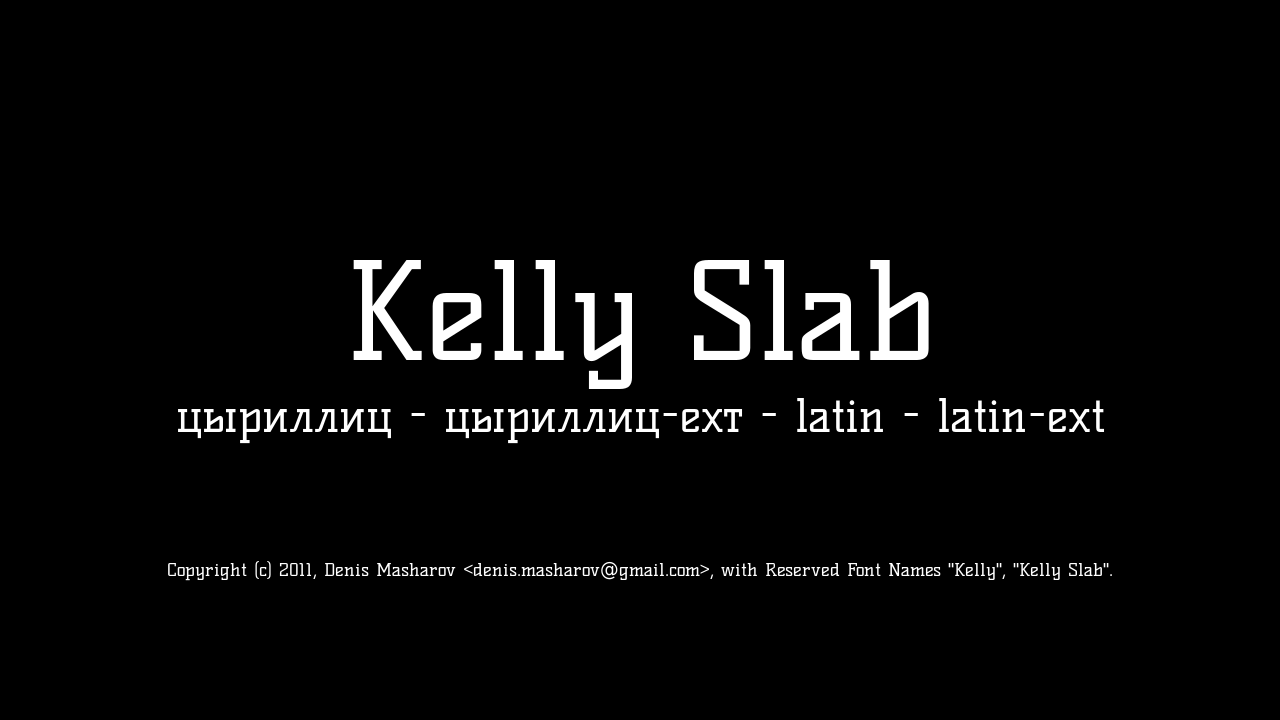 Kelly Slab
цыриллиц - цыриллиц-ехт - latin - latin-ext
Copyright (c) 2011, Denis Masharov <denis.masharov@gmail.com>, with Reserved Font Names "Kelly", "Kelly Slab".